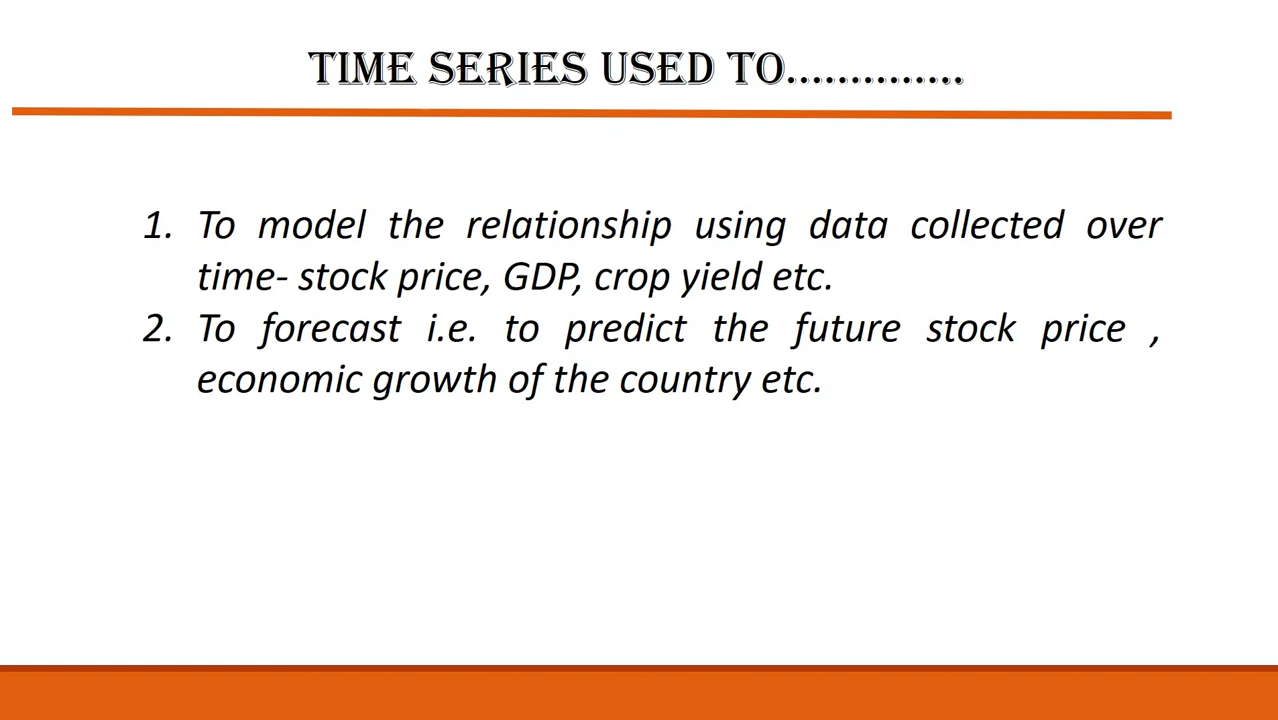 TIME SERIES USED TO..............
1. To model the relationship using data collected over
time- stock price, GDP, crop yield etc.
2. To forecast i.e. to predict the future stock price ,
economic growth of the country etc.